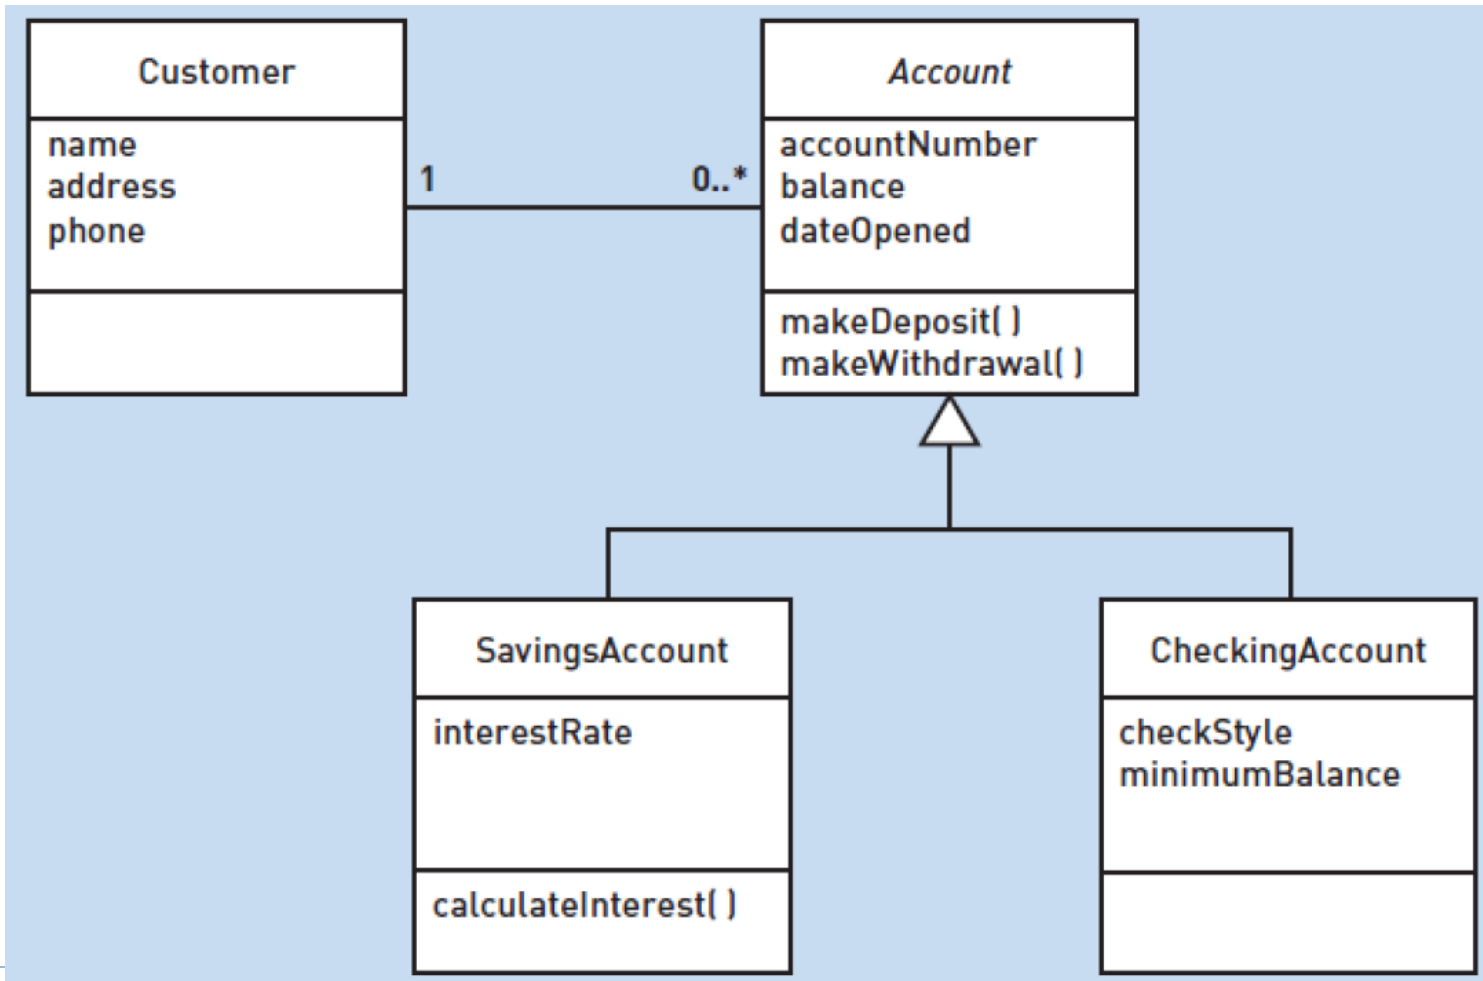 Customer
name
address
phone
1
0..*
Account
accountNumber
balance
dateOpened
makeDeposit( )
makeWithdrawal( )
SavingsAccount
interestRate
calculateInterest( )
CheckingAccount
checkStyle
minimumBalance